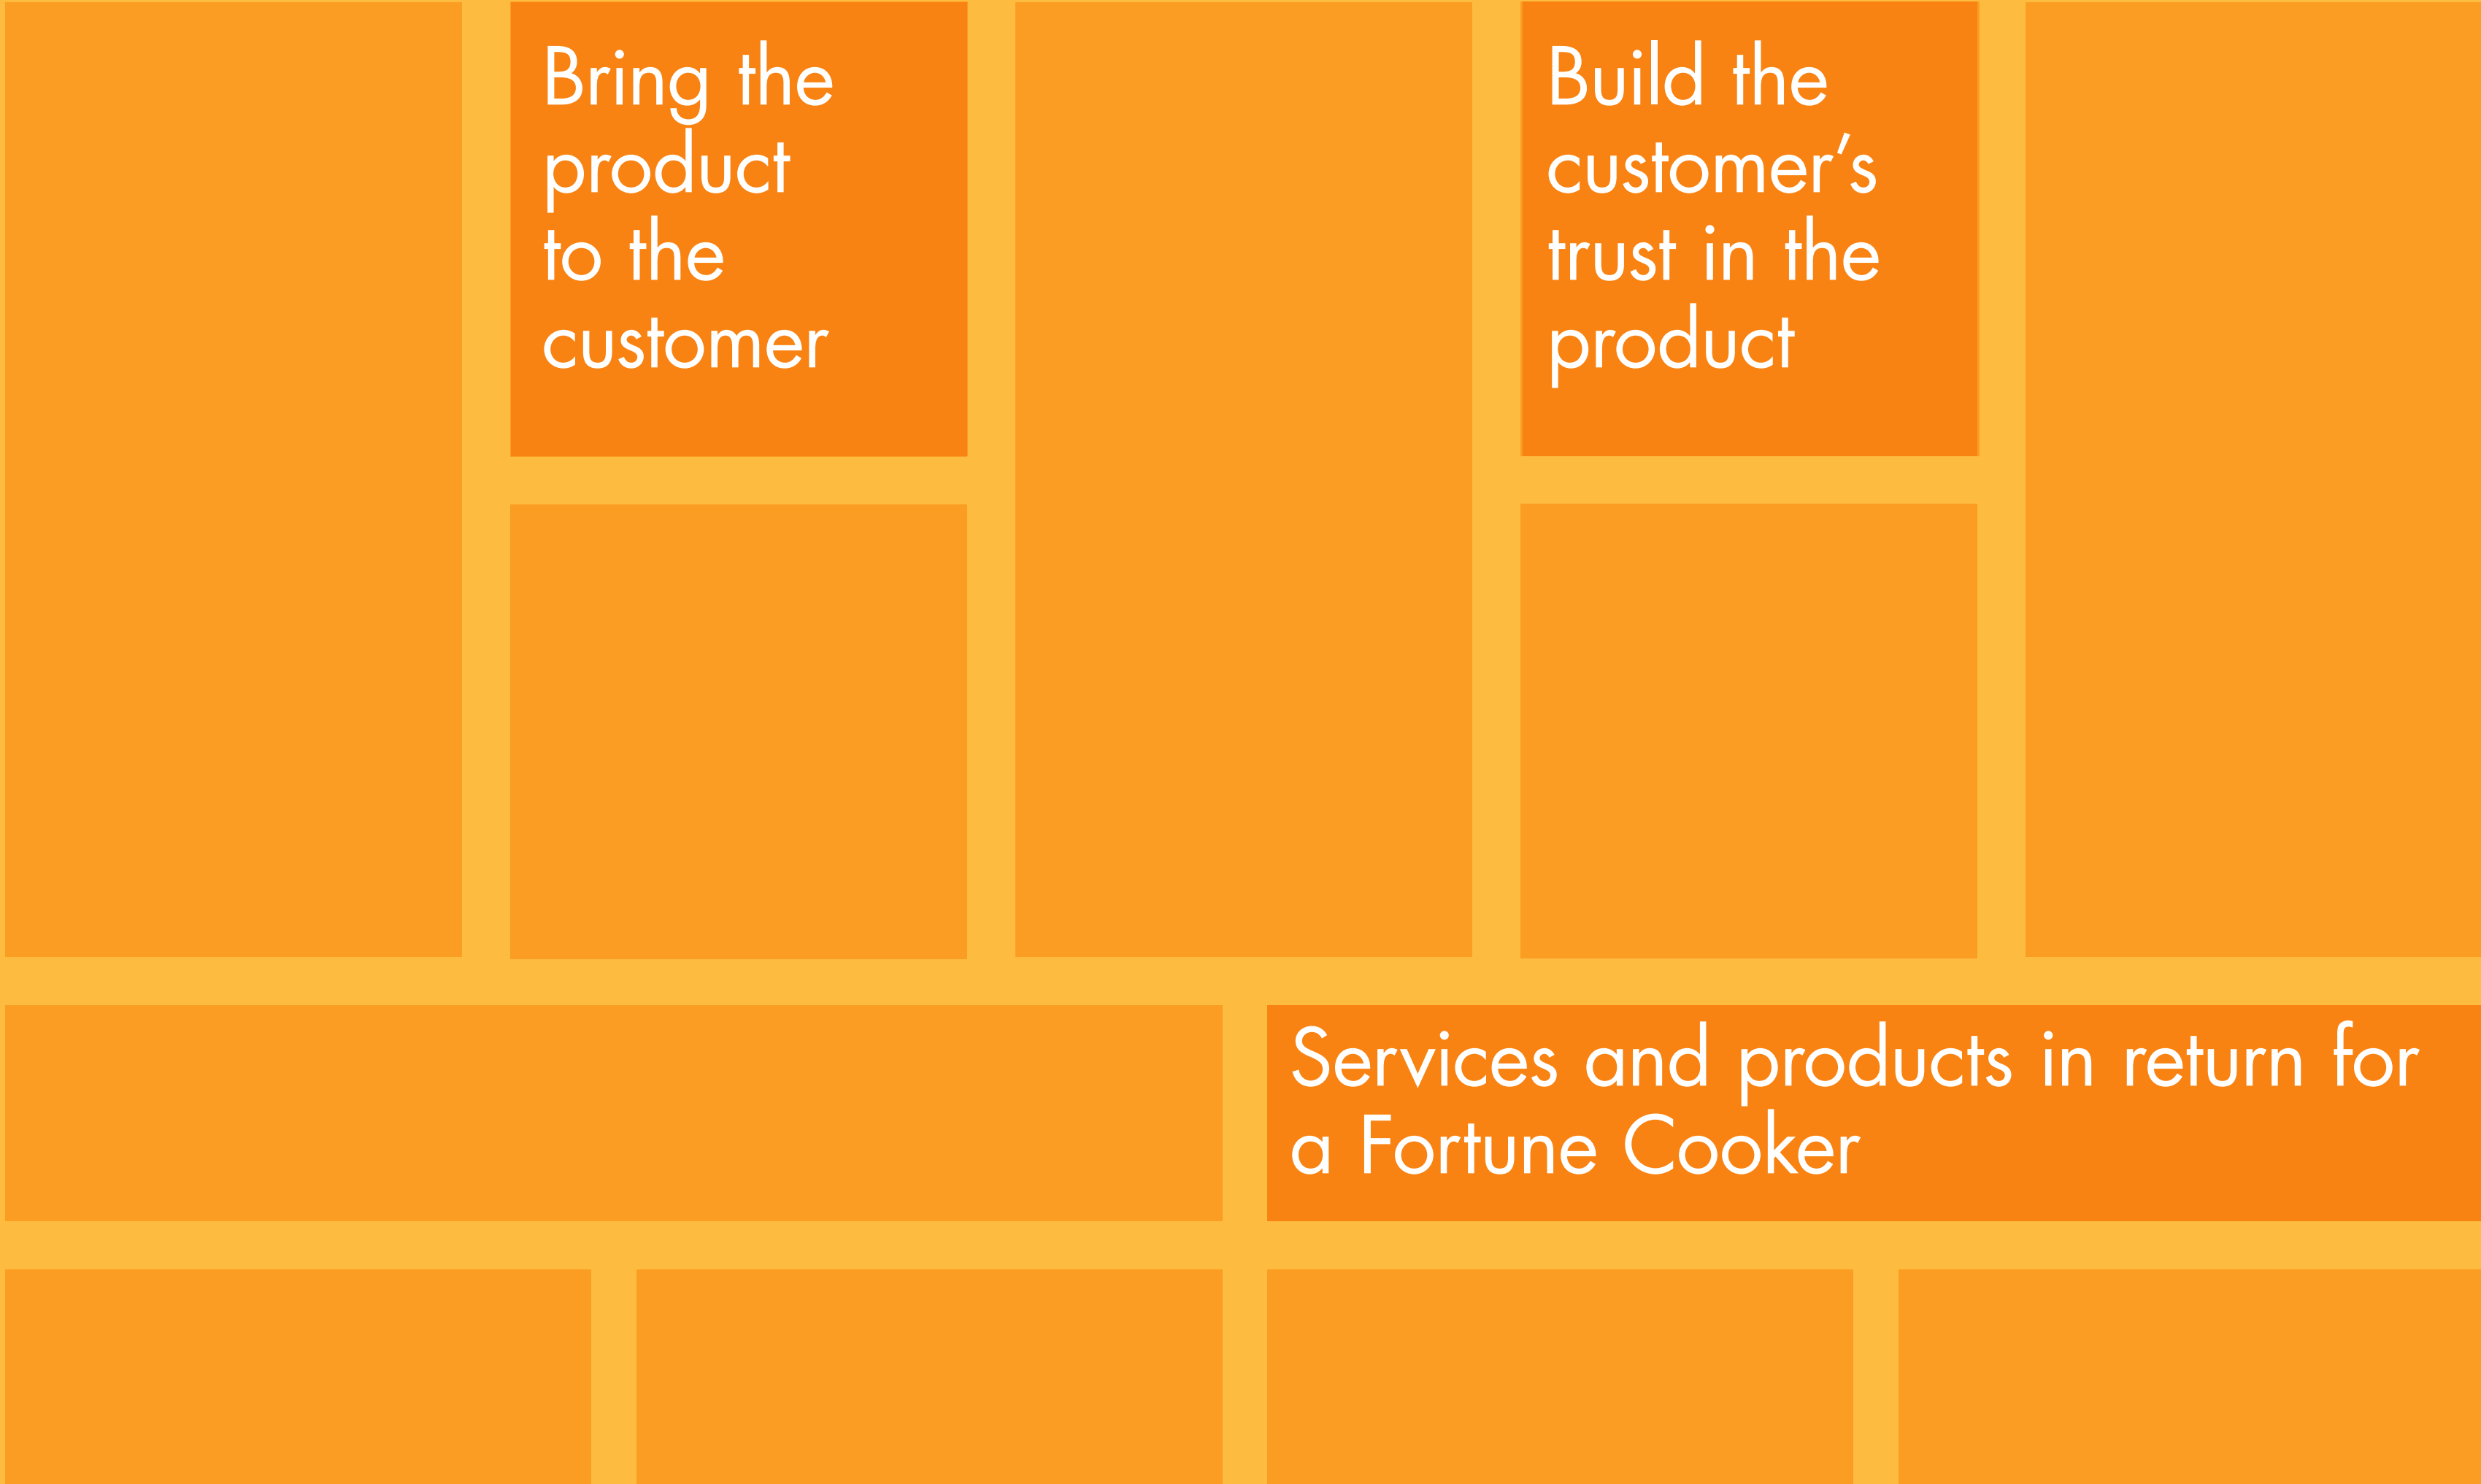 Bring the
product
to the
customer
Build the
customer's
trust in the
product
Services and products in return for
a Fortune Cooker